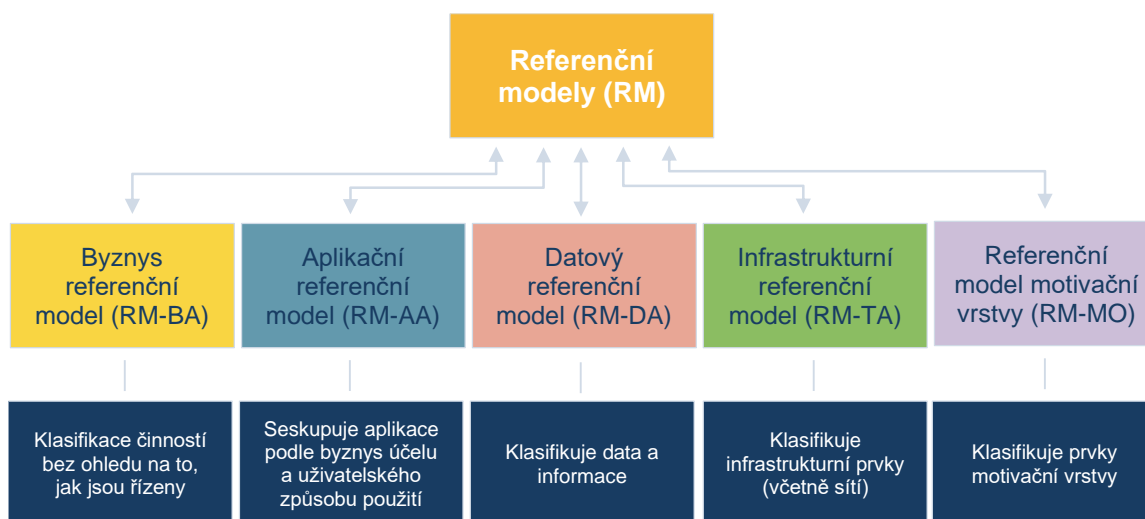 Referenční
modely (RM)
Byznys
referenční
model (RM-BA)
Aplikační
referenční
model (RM-AA)
Datový
referenční
model (RM-DA)
Infrastrukturní
referenční
model (RM-TA)
Referenční
model motivační
vrstvy (RM-MO)
Klasifikace činností
bez ohledu na to,
jak jsou řízeny
Seskupuje aplikace
podle byznys účelu
a uživatelského
způsobu použití
Klasifikuje data a
informace
Klasifikuje
infrastrukturní prvky
(včetně sítí)
Klasifikuje prvky
motivační vrstvy